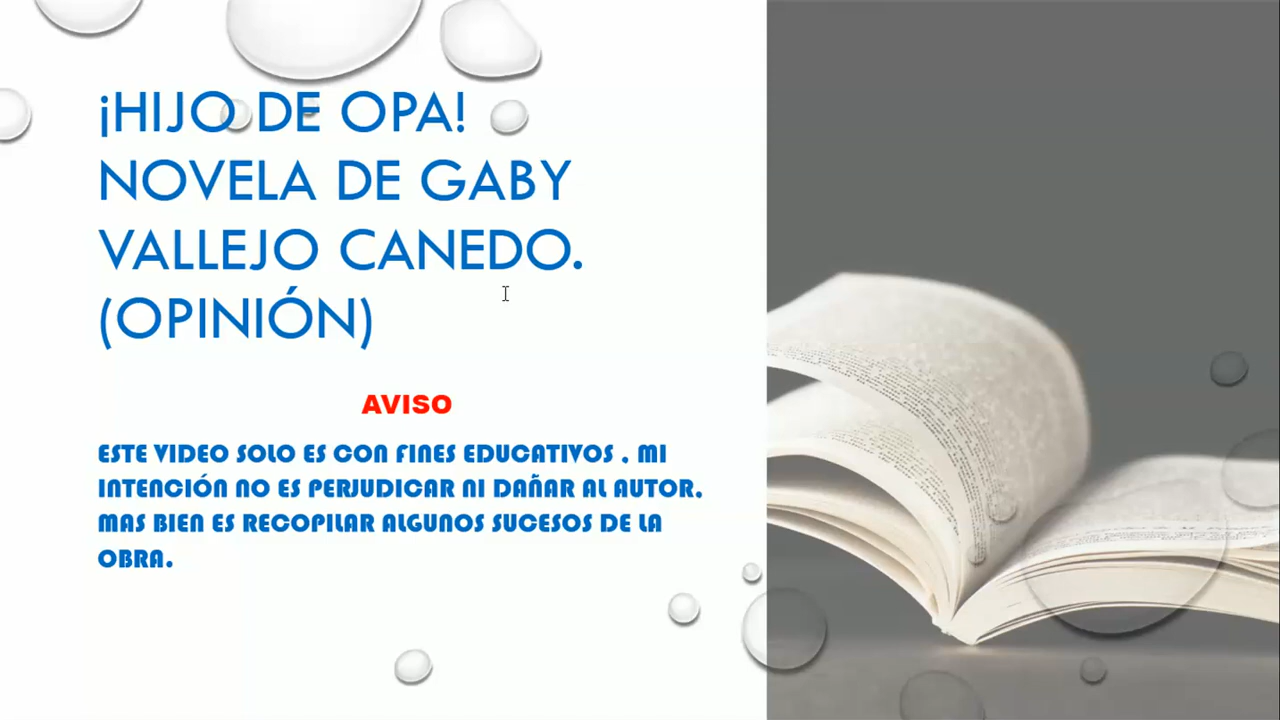 ¡HIJO DE OPA!
NOVELA DE GABY
VALLEJO CANEDO.
(OPINIÓN)
AVISO
ESTE VIDEO SOLO ES CON FINES EDUCATIVOS , MI
INTENCIÓN NO ES PERJUDICAR NI DAÑAR AL AUTOR,
MAS BIEN ES RECOPILAR ALGUNOS SUCESOS DE LA
OBRA.